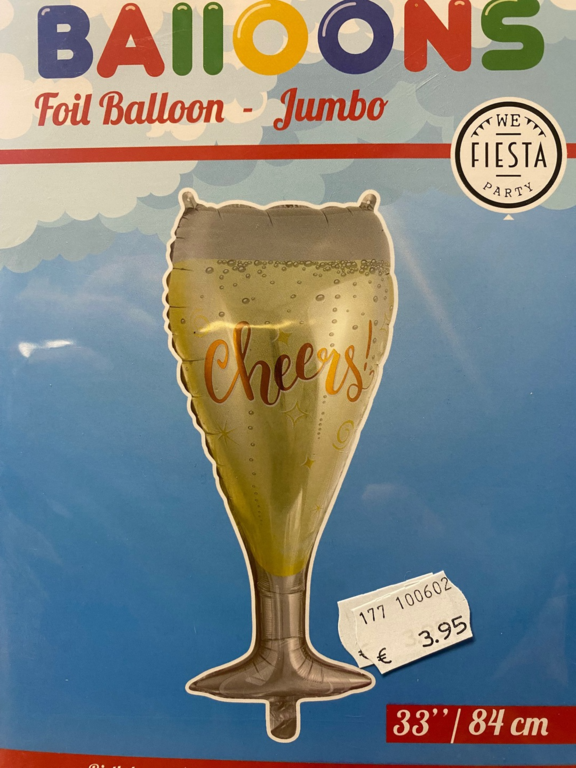 BAllOONS
Foil Balloon - Jumbo
WE
FIESTA
PARTY
Cheers!
177 100602
€ 3.95
33’’/ 84 cm